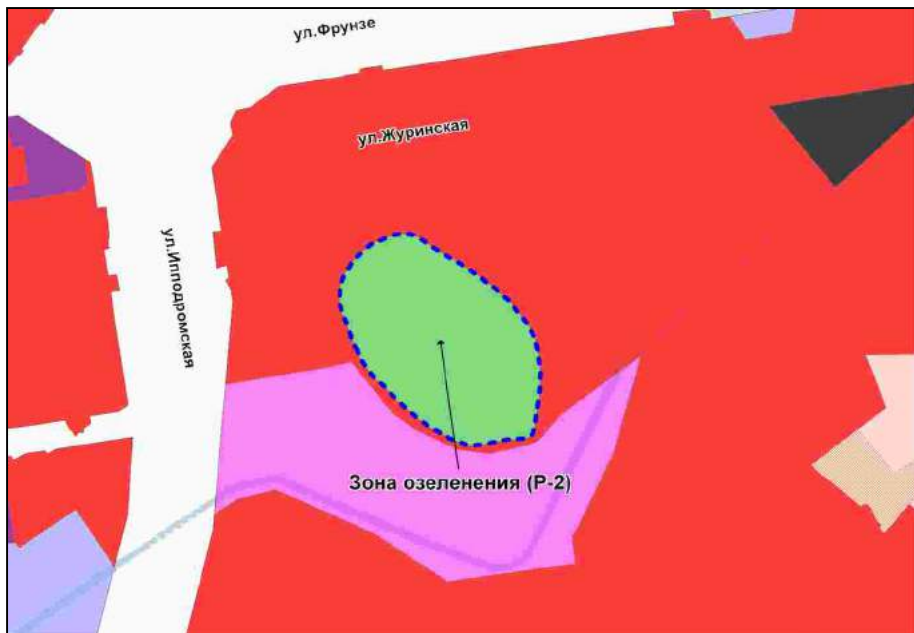 ул.Фрунзе
ул.Журинская
ул.Ипподромская
Зона озеленения (Р-2)